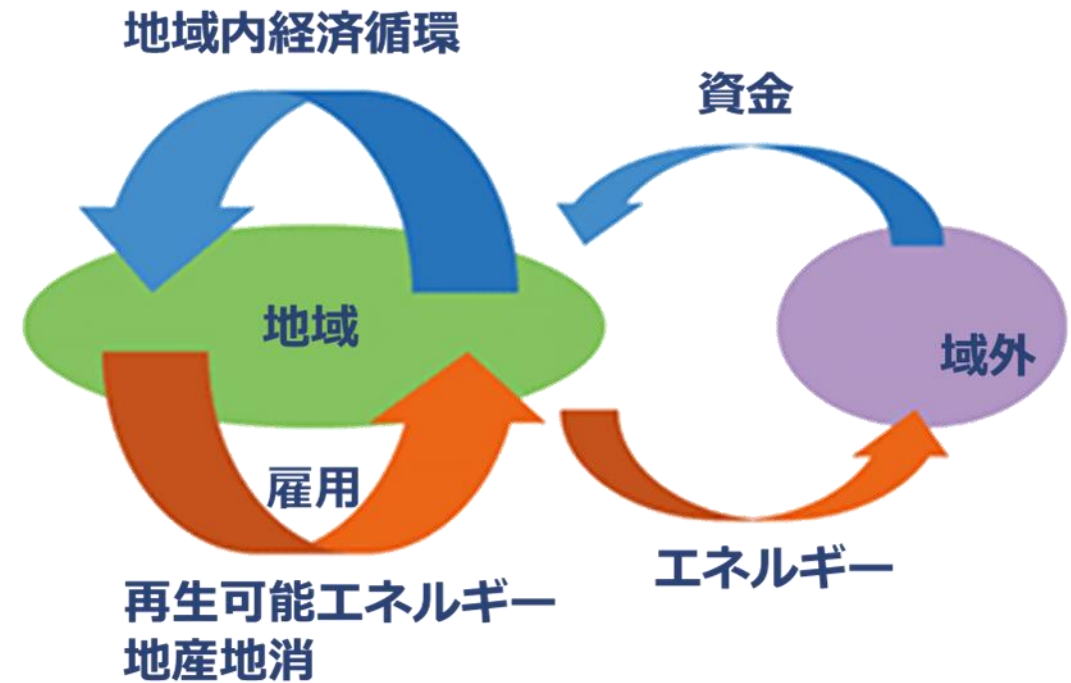 地域内経済循環
資金
地域
域外
雇用
エネルギー
再生可能エネルギー
地産地消